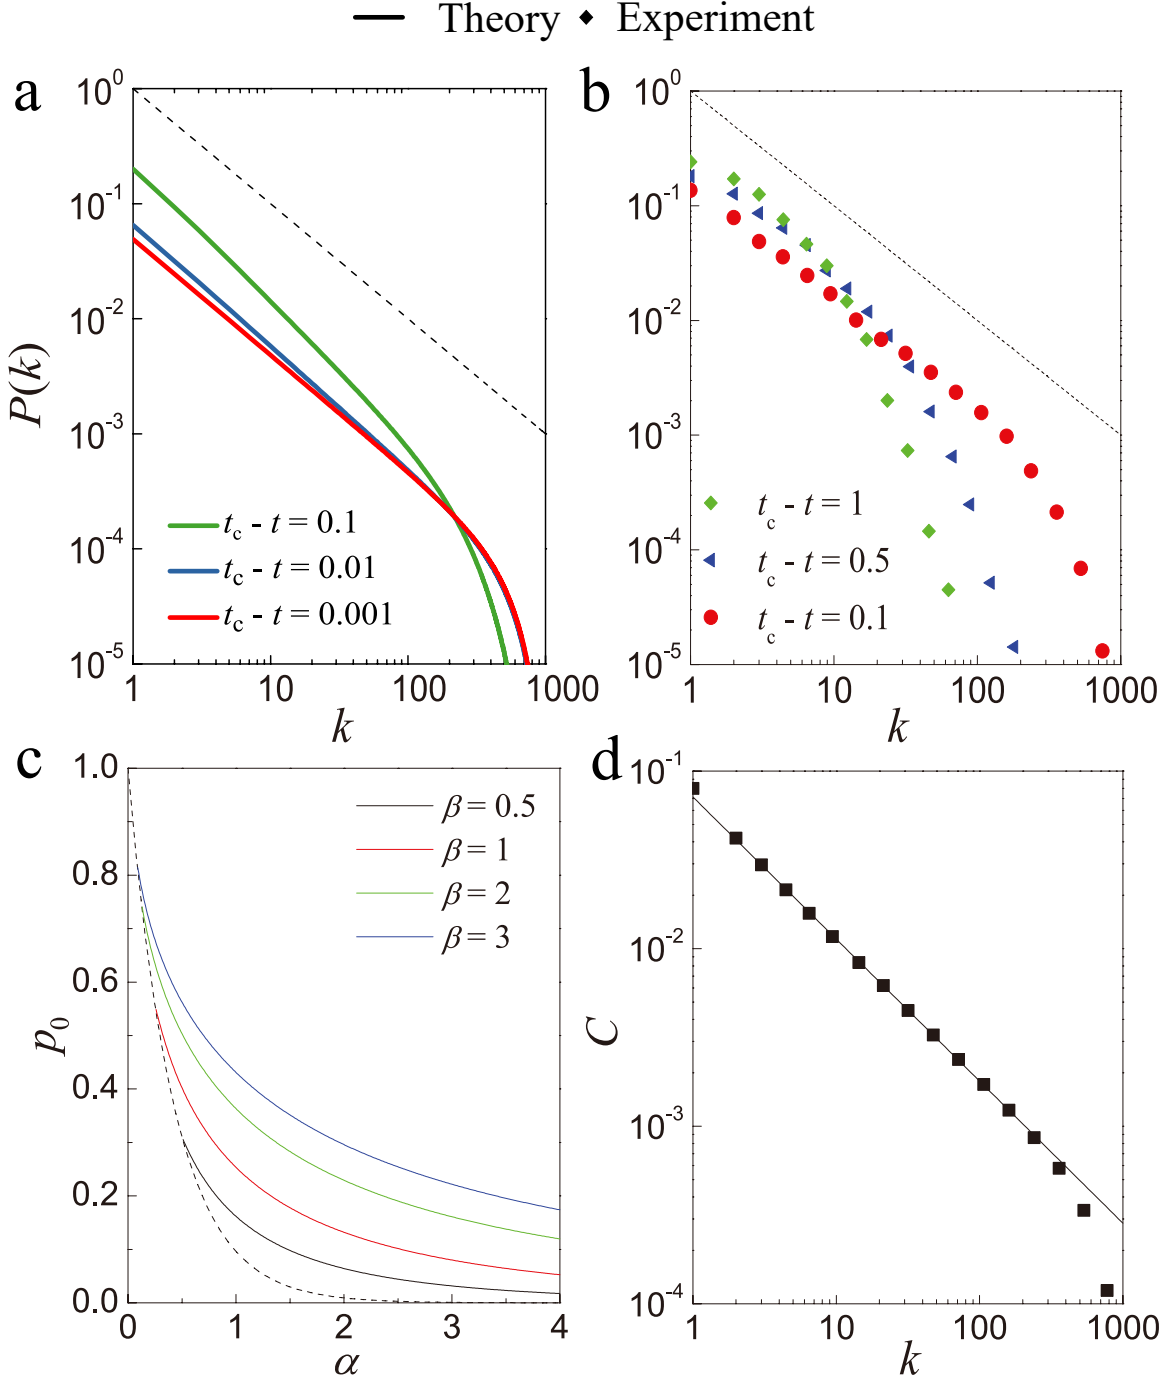 Theory Experiment
a
10^0
10^-1
10^-2
10^-3
10^-4
10^-5
P(k)
t_c - t = 0.1
t_c - t = 0.01
t_c - t = 0.001
1 10 100 1000
k
b
10^0
10^-1
10^-2
10^-3
10^-4
10^-5
t_c - t = 1
t_c - t = 0.5
t_c - t = 0.1
1 10 100 1000
k
c
1.0
0.8
0.6
0.4
0.2
0.0
p_0
β = 0.5
β = 1
β = 2
β = 3
0 1 2 3 4
α
d
10^-1
10^-2
10^-3
10^-4
C
1 10 100 1000
k